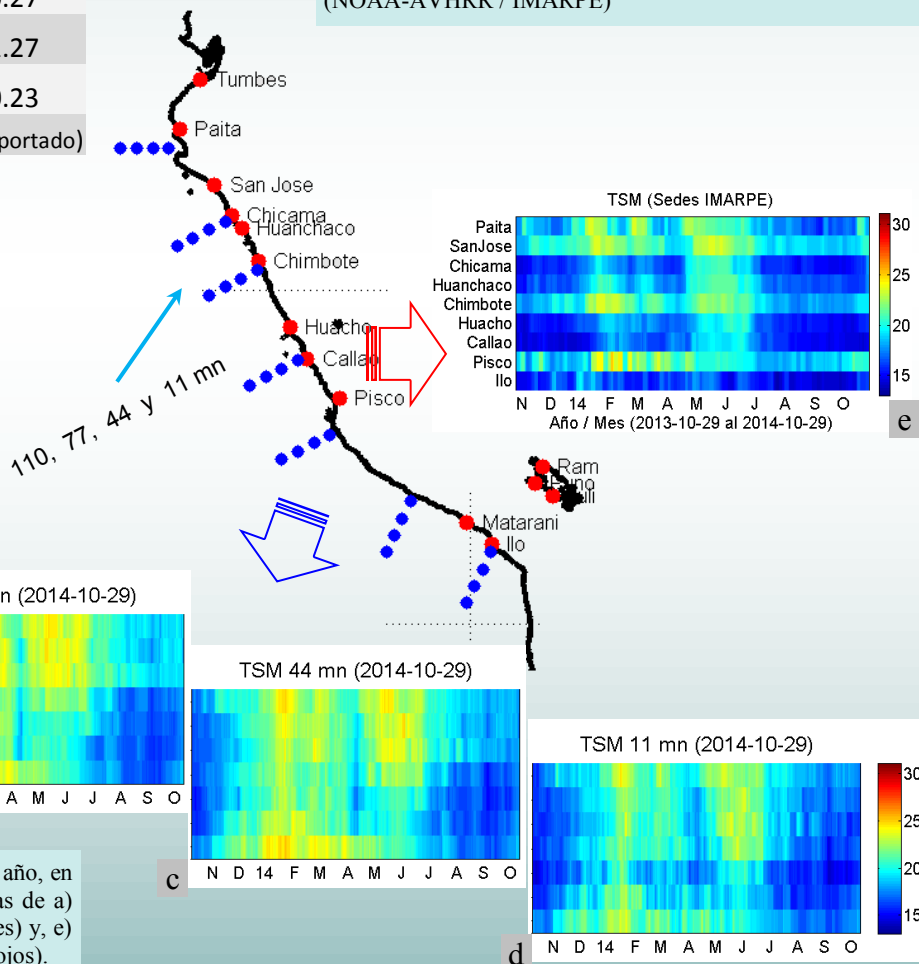 .27
.27
0.23
portado)
(NOAA-AVHRR / IMARPE)
Tumbes
Paita
San Jose
Chicama
Huanchaco
Chimbote
Huacho
Callao
Pisco
Ram
Matarani
Ilo
110, 77, 44 y 11 mn
TSM (Sedes IMARPE)
Paita
SanJose
Chicama
Huanchaco
Chimbote
Huacho
Callao
Pisco
Ilo
30
25
20
15
N D 14 F M A M J J A S O
Año / Mes (2013-10-29 al 2014-10-29)
e
n (2014-10-29)
A M J J A S O
TSM 44 mn (2014-10-29)
N D 14 F M A M J J A S O
c
TSM 11 mn (2014-10-29)
30
25
20
15
N D 14 F M A M J J A S O
d
año, en
as de a)
es) y, e)
ojos).